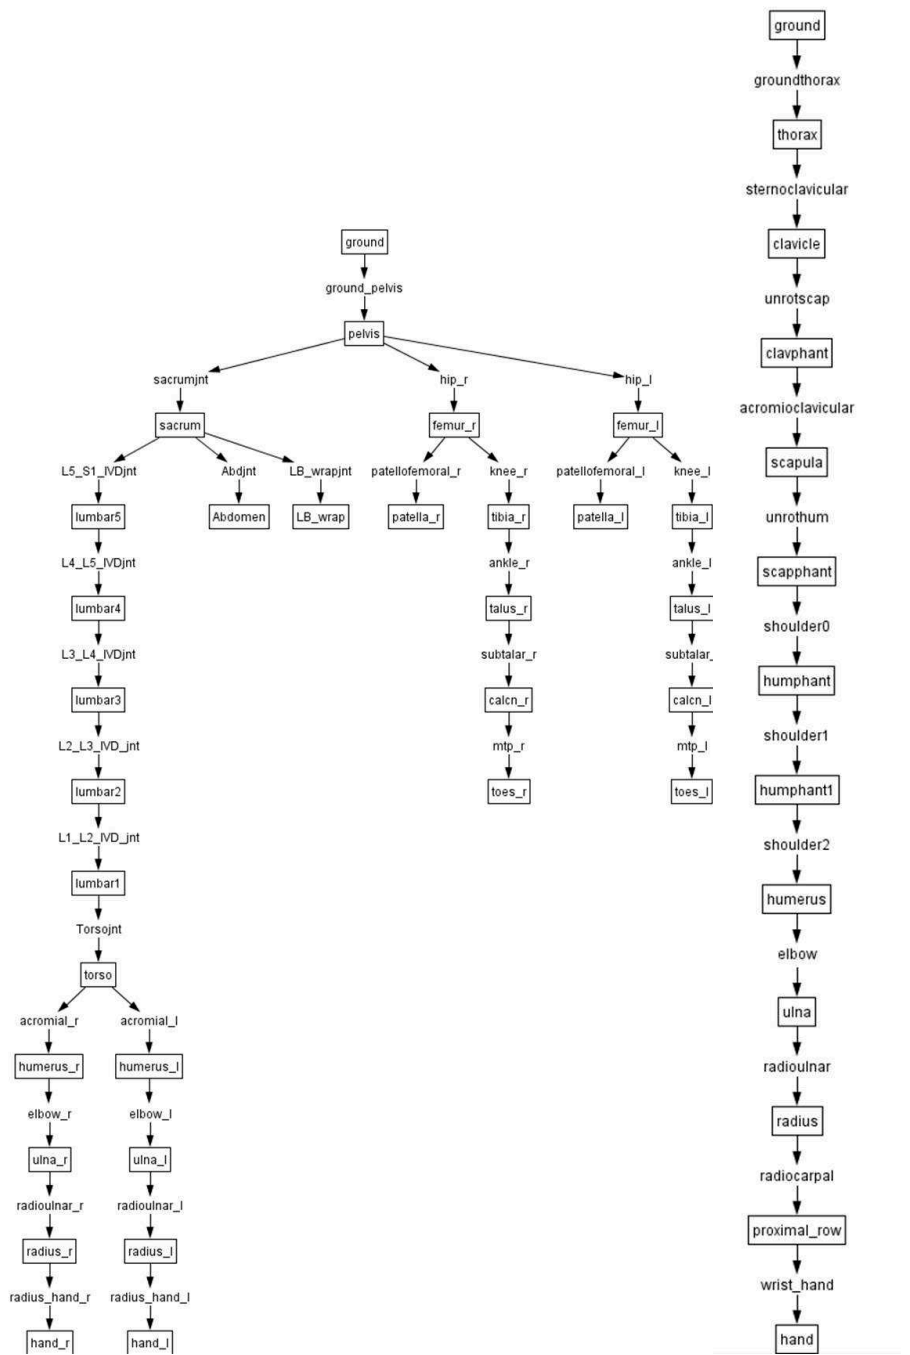 ground
ground_pelvis
pelvis
sacrumjnt
hip_r
hip_l
sacrum
femur_r
femur_l
L5_S1_IVDjnt
Abdjnt
LB_wrapjnt
patellofemoral_r
knee_r
patellofemoral_l
knee_l
lumbar5
Abdomen
LB_wrap
patella_r
tibia_r
patella_l
tibia_l
L4_L5_IVDjnt
ankle_r
ankle_l
lumbar4
talus_r
talus_l
L3_L4_IVDjnt
subtalar_r
subtalar_
lumbar3
calcn_r
calcn_l
L2_L3_IVD_jnt
mtp_r
mtp_l
lumbar2
toes_r
toes_l
L1_L2_IVD_jnt
lumbar1
Torsojnt
torso
acromial_r
acromial_l
humerus_r
humerus_l
elbow_r
elbow_l
ulna_r
ulna_l
radioulnar_r
radioulnar_l
radius_r
radius_l
radius_hand_r
radius_hand_l
hand_r
hand_l
ground
groundthorax
thorax
sternoclavicular
clavicle
unrotscap
clavphant
acromioclavicular
scapula
unrothum
scapphant
shoulder0
humphant
shoulder1
humphant1
shoulder2
humerus
elbow
ulna
radioulnar
radius
radiocarpal
proximal_row
wrist_hand
hand